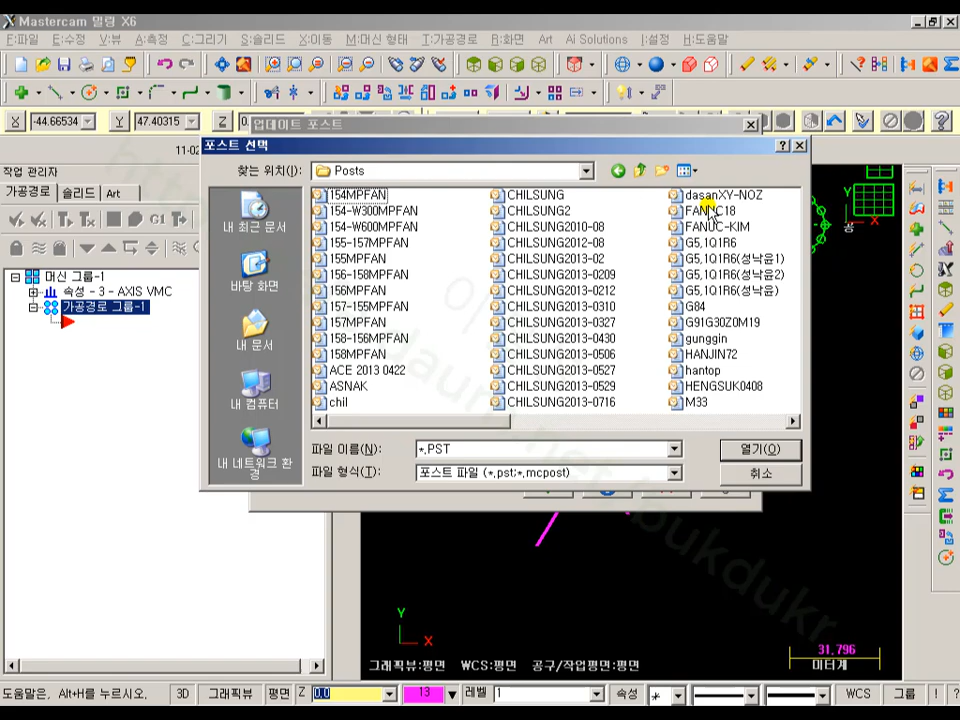 Mastercam 밀링 X6
F:파일 E:수정 V:뷰 A:측정 C:그리기 S:솔리드 X:이동 M:머신 형태 T:가공경로 R:화면 Art Ai Solutions I:설정 H:도움말
X -44.66534 Y 47.40315 Z 0.
업데이트 포스트
11-02
포스트 선택
찾는 위치(I): Posts
작업 관리자
가공경로 솔리드 Art
G1
머신 그룹-1
속성 - 3 - AXIS VMC
가공경로 그룹-1
내 최근 문서
바탕 화면
내 문서
내 컴퓨터
내 네트워크 환경
154MPFAN CHILSUNG dasanXY-NOZ
154-W300MPFAN CHILSUNG2 FANUC18
154-W600MPFAN CHILSUNG2010-08 FANUC-KIM
155-157MPFAN CHILSUNG2012-08 G5,1Q1R6
155MPFAN CHILSUNG2013-02 G5,1Q1R6(성낙윤1)
156-158MPFAN CHILSUNG2013-0209 G5,1Q1R6(성낙윤2)
156MPFAN CHILSUNG2013-0212 G5,1Q1R6(성낙윤)
157-155MPFAN CHILSUNG2013-0310 G84
157MPFAN CHILSUNG2013-0327 G91G30Z0M19
158-156MPFAN CHILSUNG2013-0430 gunggin
158MPFAN CHILSUNG2013-0506 HANJIN72
ACE 2013 0422 CHILSUNG2013-0527 hantop
ASNAK CHILSUNG2013-0529 HENGSUK0408
chil CHILSUNG2013-0716 M33
파일 이름(N): *,PST 열기(O)
파일 형식(T): 포스트 파일 (*,pst;*,mcpost) 취소
Y
X
공
Y
X
31,796
미터계
그래픽뷰:평면 WCS:평면 공구/작업평면:평면
도움말은, Alt+H를 누르시오, 3D 그래픽뷰 평면 Z 0.0 13 레벨 1 속성 WCS 그룹 ! ?